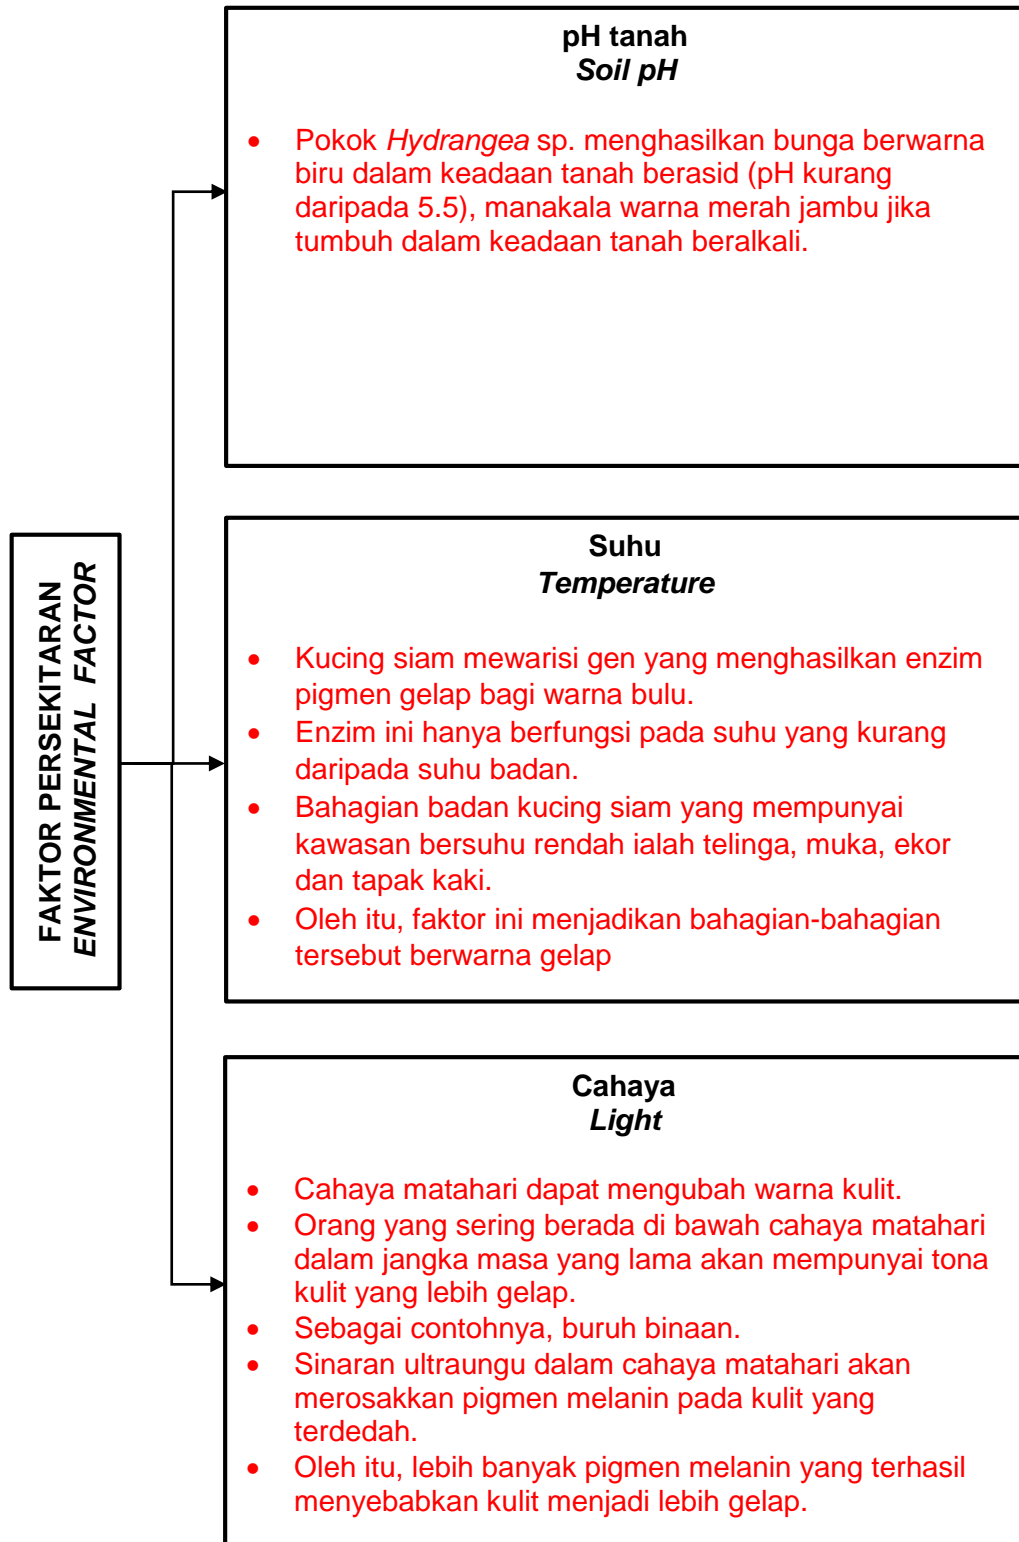 pH tanah
Soil pH
• Pokok Hydrangea sp. menghasilkan bunga berwarna
biru dalam keadaan tanah berasid (pH kurang
daripada 5.5), manakala warna merah jambu jika
tumbuh dalam keadaan tanah beralkali.
FAKTOR PERSEKITARAN
ENVIRONMENTAL FACTOR
Suhu
Temperature
• Kucing siam mewarisi gen yang menghasilkan enzim
pigmen gelap bagi warna bulu.
• Enzim ini hanya berfungsi pada suhu yang kurang
daripada suhu badan.
• Bahagian badan kucing siam yang mempunyai
kawasan bersuhu rendah ialah telinga, muka, ekor
dan tapak kaki.
• Oleh itu, faktor ini menjadikan bahagian-bahagian
tersebut berwarna gelap
Cahaya
Light
• Cahaya matahari dapat mengubah warna kulit.
• Orang yang sering berada di bawah cahaya matahari
dalam jangka masa yang lama akan mempunyai tona
kulit yang lebih gelap.
• Sebagai contohnya, buruh binaan.
• Sinaran ultraungu dalam cahaya matahari akan
merosakkan pigmen melanin pada kulit yang
terdedah.
• Oleh itu, lebih banyak pigmen melanin yang terhasil
menyebabkan kulit menjadi lebih gelap.